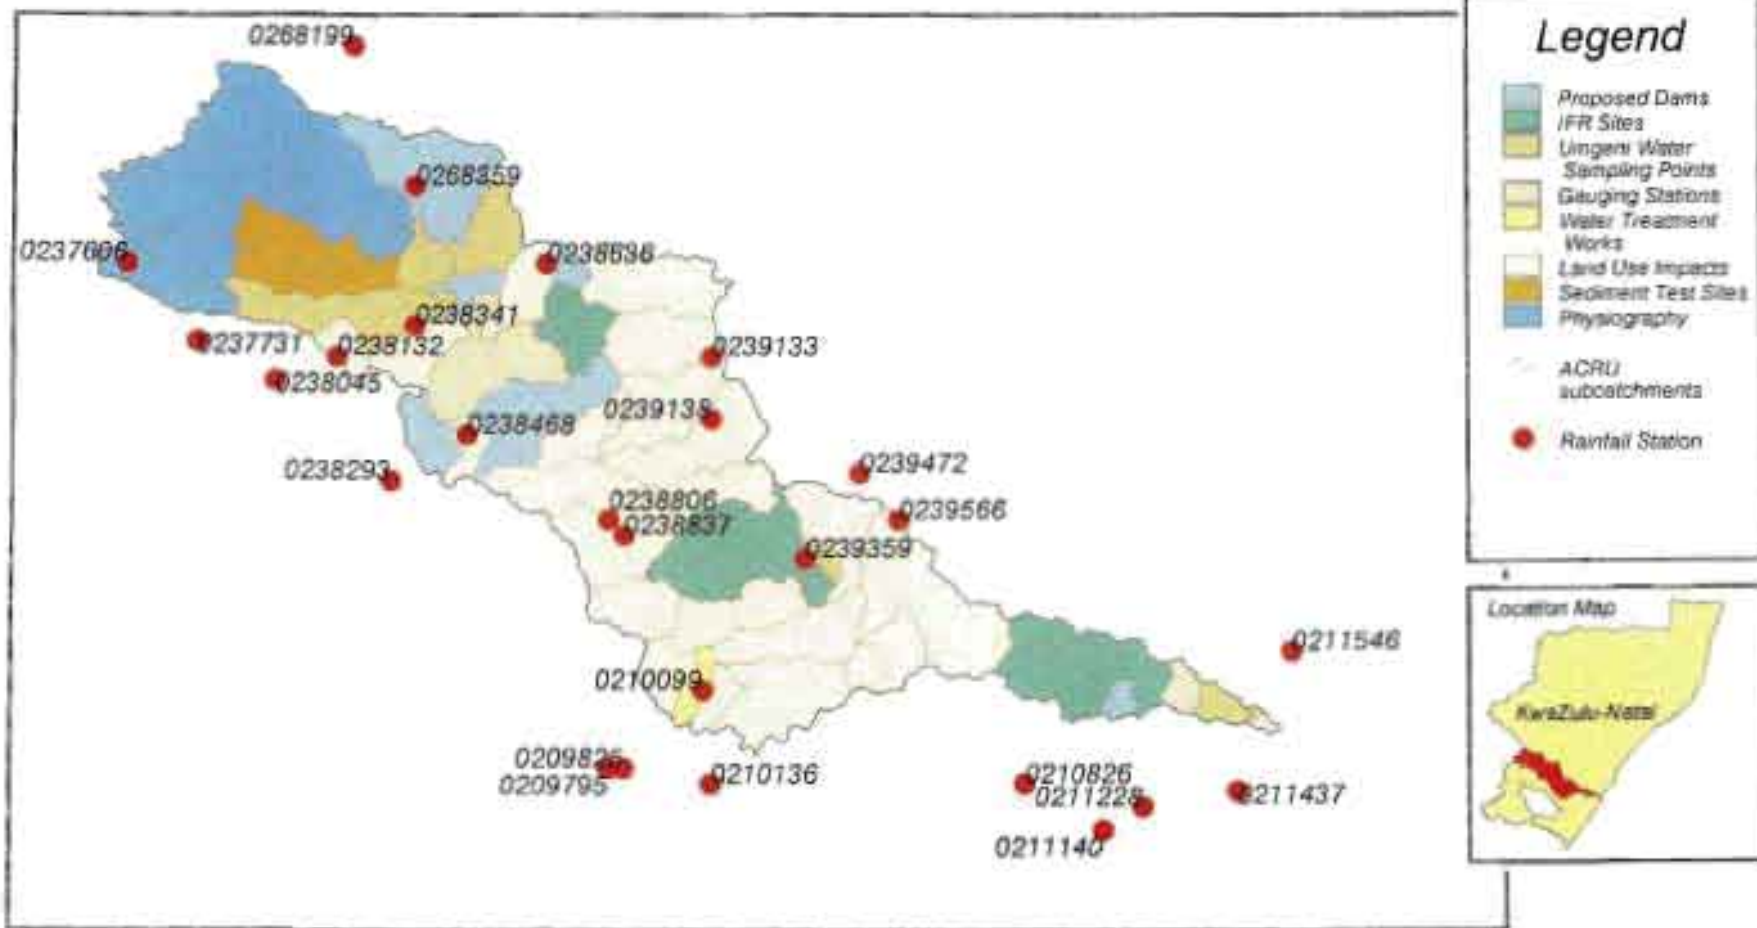 0268199
0268359
0237606
0238636
0238341
0237731
0238132
0238045
0239133
0239138
0238468
0238293
0239472
0238806
0239566
0238837
0239359
0211546
0210099
0209795
0210136
0210826
0211228
0211437
0211140
Legend
Proposed Dams
IFR Sites
Umgeni Water
Sampling Points
Gauging Stations
Water Treatment
Works
Land Use Impacts
Sediment Test Sites
Physiography
ACRU
subcatchments
Rainfall Station
Location Map
KwaZulu-Natal